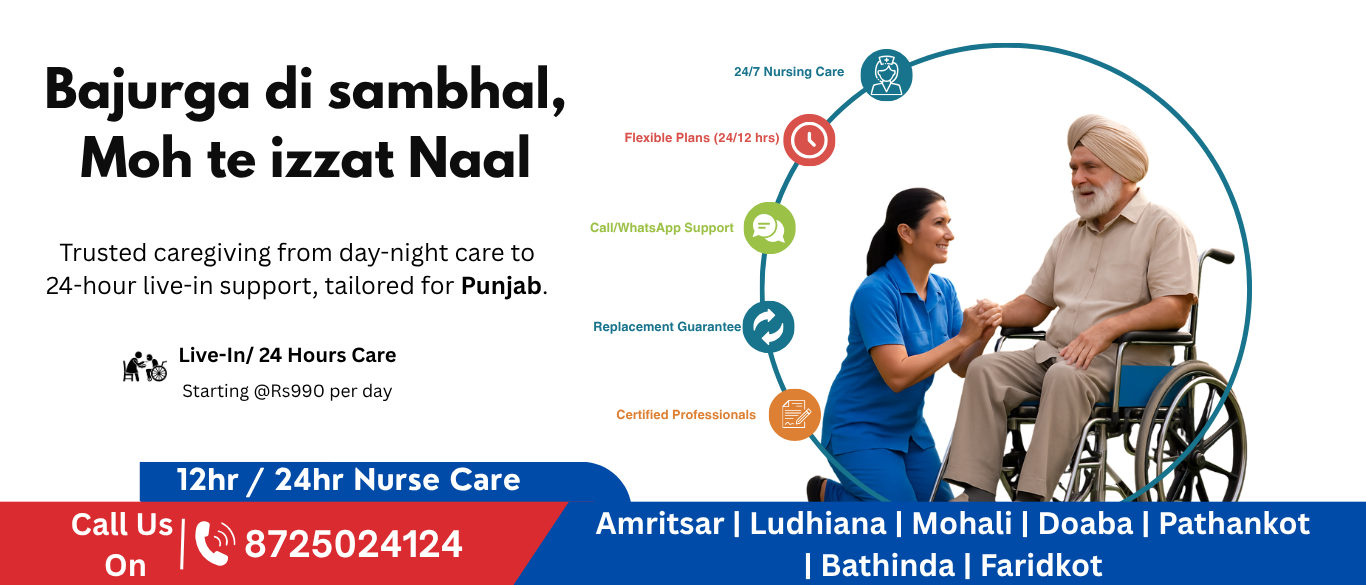 Bajurga di sambhal,
Moh te izzat Naal
Trusted caregiving from day-night care to
24-hour live-in support, tailored for Punjab.
Live-In/ 24 Hours Care
Starting @Rs990 per day
24/7 Nursing Care
Flexible Plans (24/12 hrs)
Call/WhatsApp Support
Replacement Guarantee
Certified Professionals
12hr / 24hr Nurse Care
Call Us
On
8725024124
Amritsar | Ludhiana | Mohali | Doaba | Pathankot
| Bathinda | Faridkot